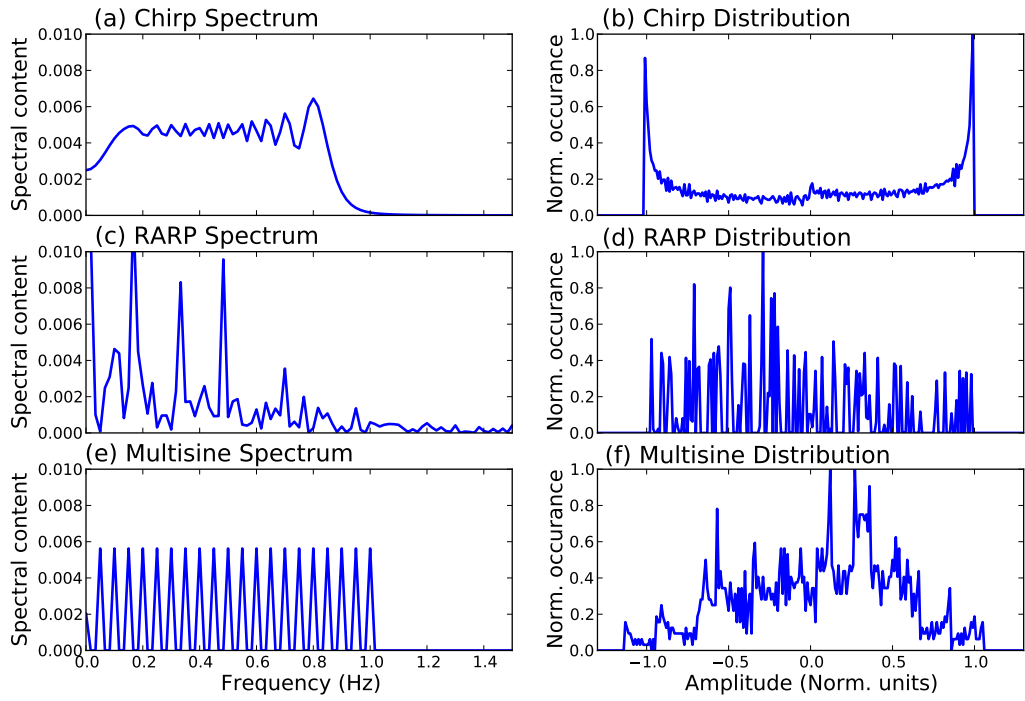 (a) Chirp Spectrum
(b) Chirp Distribution
Spectral content
0.010
0.008
0.006
0.004
0.002
0.000
Norm. occurance
1.0
0.8
0.6
0.4
0.2
0.0
(c) RARP Spectrum
(d) RARP Distribution
Spectral content
0.010
0.008
0.006
0.004
0.002
0.000
Norm. occurance
1.0
0.8
0.6
0.4
0.2
0.0
(e) Multisine Spectrum
(f) Multisine Distribution
Spectral content
0.010
0.008
0.006
0.004
0.002
0.000
Norm. occurance
1.0
0.8
0.6
0.4
0.2
0.0
0.0 0.2 0.4 0.6 0.8 1.0 1.2 1.4
−1.0 −0.5 0.0 0.5 1.0
Frequency (Hz)
Amplitude (Norm. units)